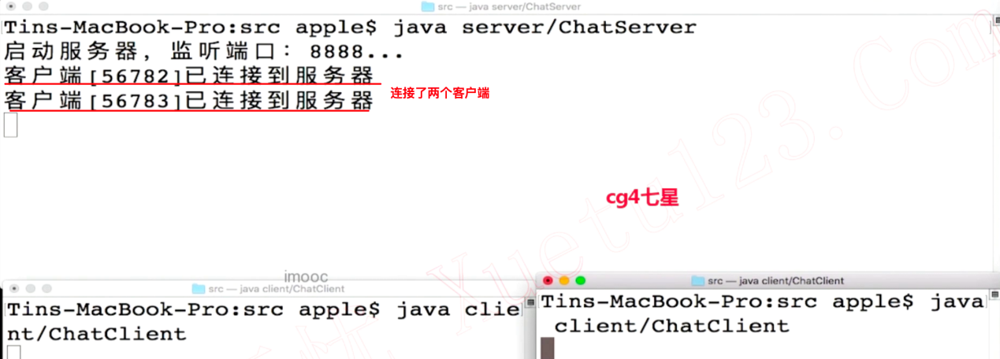 src — java server/ChatServer
Tins-MacBook-Pro:src apple$ java server/ChatServer
启动服务器，监听端口：8888...
客户端[56782]已连接到服务器
客户端[56783]已连接到服务器
连接了两个客户端
cg4七星
Xuetu123.Com
imooc
src — java client/ChatClient
Tins-MacBook-Pro:src apple$ java clie
nt/ChatClient
src — java client/ChatClient
Tins-MacBook-Pro:src apple$ java
client/ChatClient